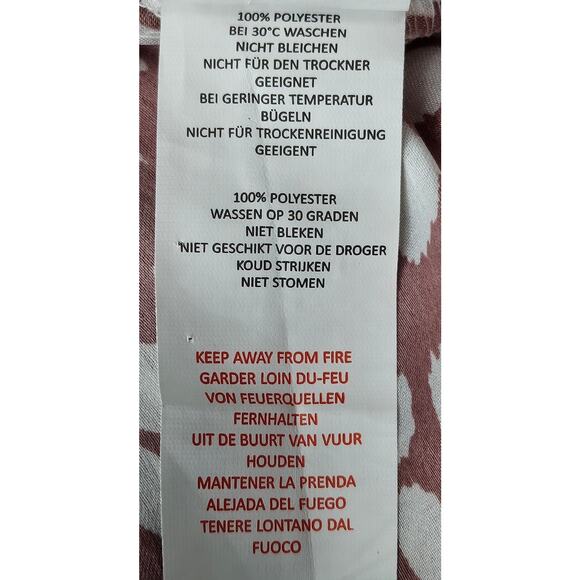 100% POLYESTER
BEI 30°C WASCHEN
NICHT BLEICHEN
NICHT FÜR DEN TROCKNER
GEEIGNET
BEI GERINGER TEMPERATUR
BÜGELN
NICHT FÜR TROCKENREINIGUNG
GEEIGENT
100% POLYESTER
WASSEN OP 30 GRADEN
NIET BLEKEN
NIET GESCHIKT VOOR DE DROGER
KOUD STRIJKEN
NIET STOMEN
KEEP AWAY FROM FIRE
GARDER LOIN DU-FEU
VON FEUERQUELLEN
FERNHALTEN
UIT DE BUURT VAN VUUR
HOUDEN
MANTENER LA PRENDA
ALEJADA DEL FUEGO
TENERE LONTANO DAL
FUOCO